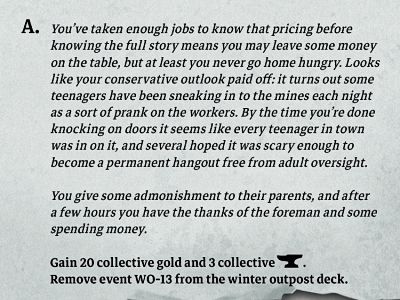 A. You've taken enough jobs to know that pricing before
knowing the full story means you may leave some money
on the table, but at least you never go home hungry. Looks
like your conservative outlook paid off: it turns out some
teenagers have been sneaking in to the mines each night
as a sort of prank on the workers. By the time you're done
knocking on doors it seems like every teenager in town
was in on it, and several hoped it was scary enough to
become a permanent hangout free from adult oversight.
You give some admonishment to their parents, and after
a few hours you have the thanks of the foreman and some
spending money.
Gain 20 collective gold and 3 collective .
Remove event WO-13 from the winter outpost deck.